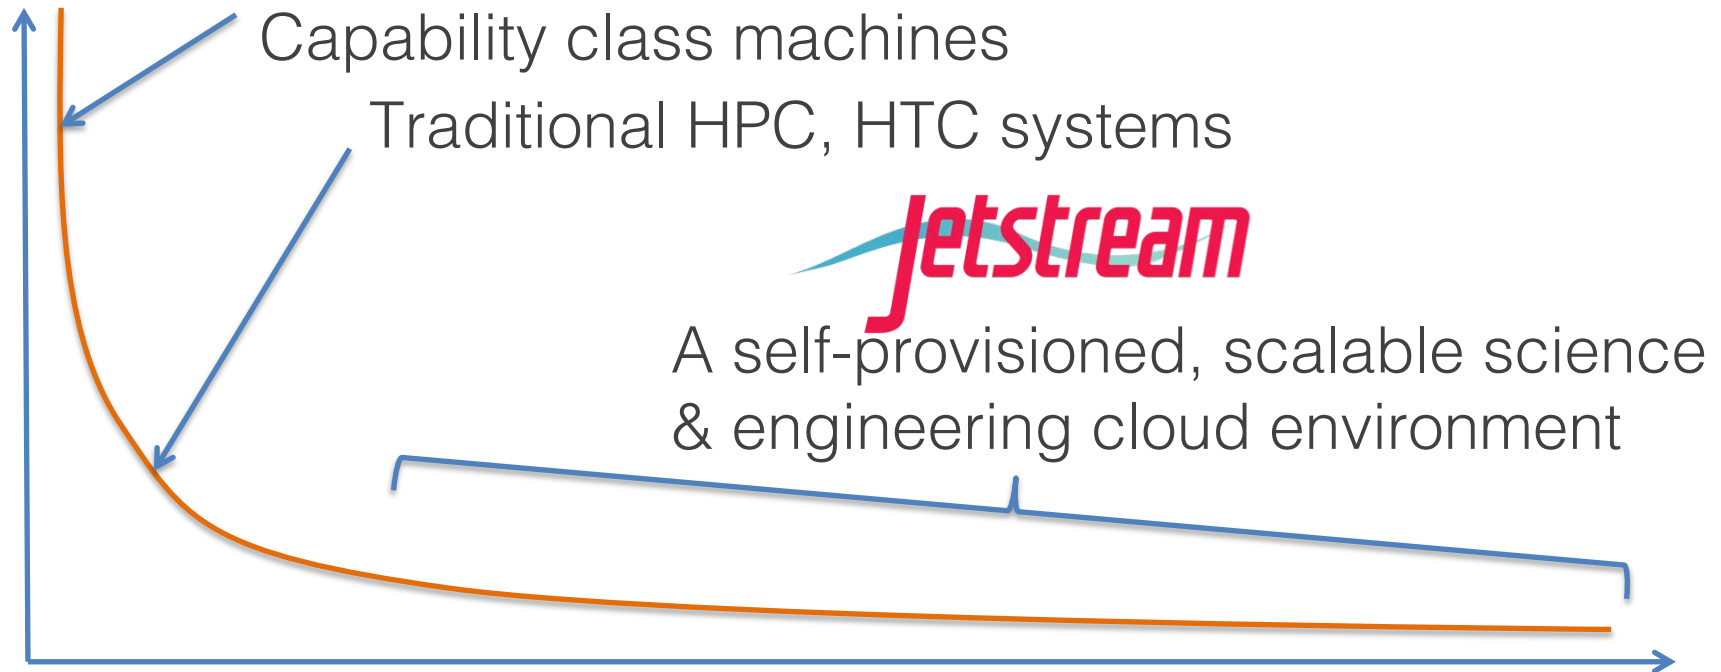 Capability class machines
Traditional HPC, HTC systems
Jetstream
A self-provisioned, scalable science
& engineering cloud environment